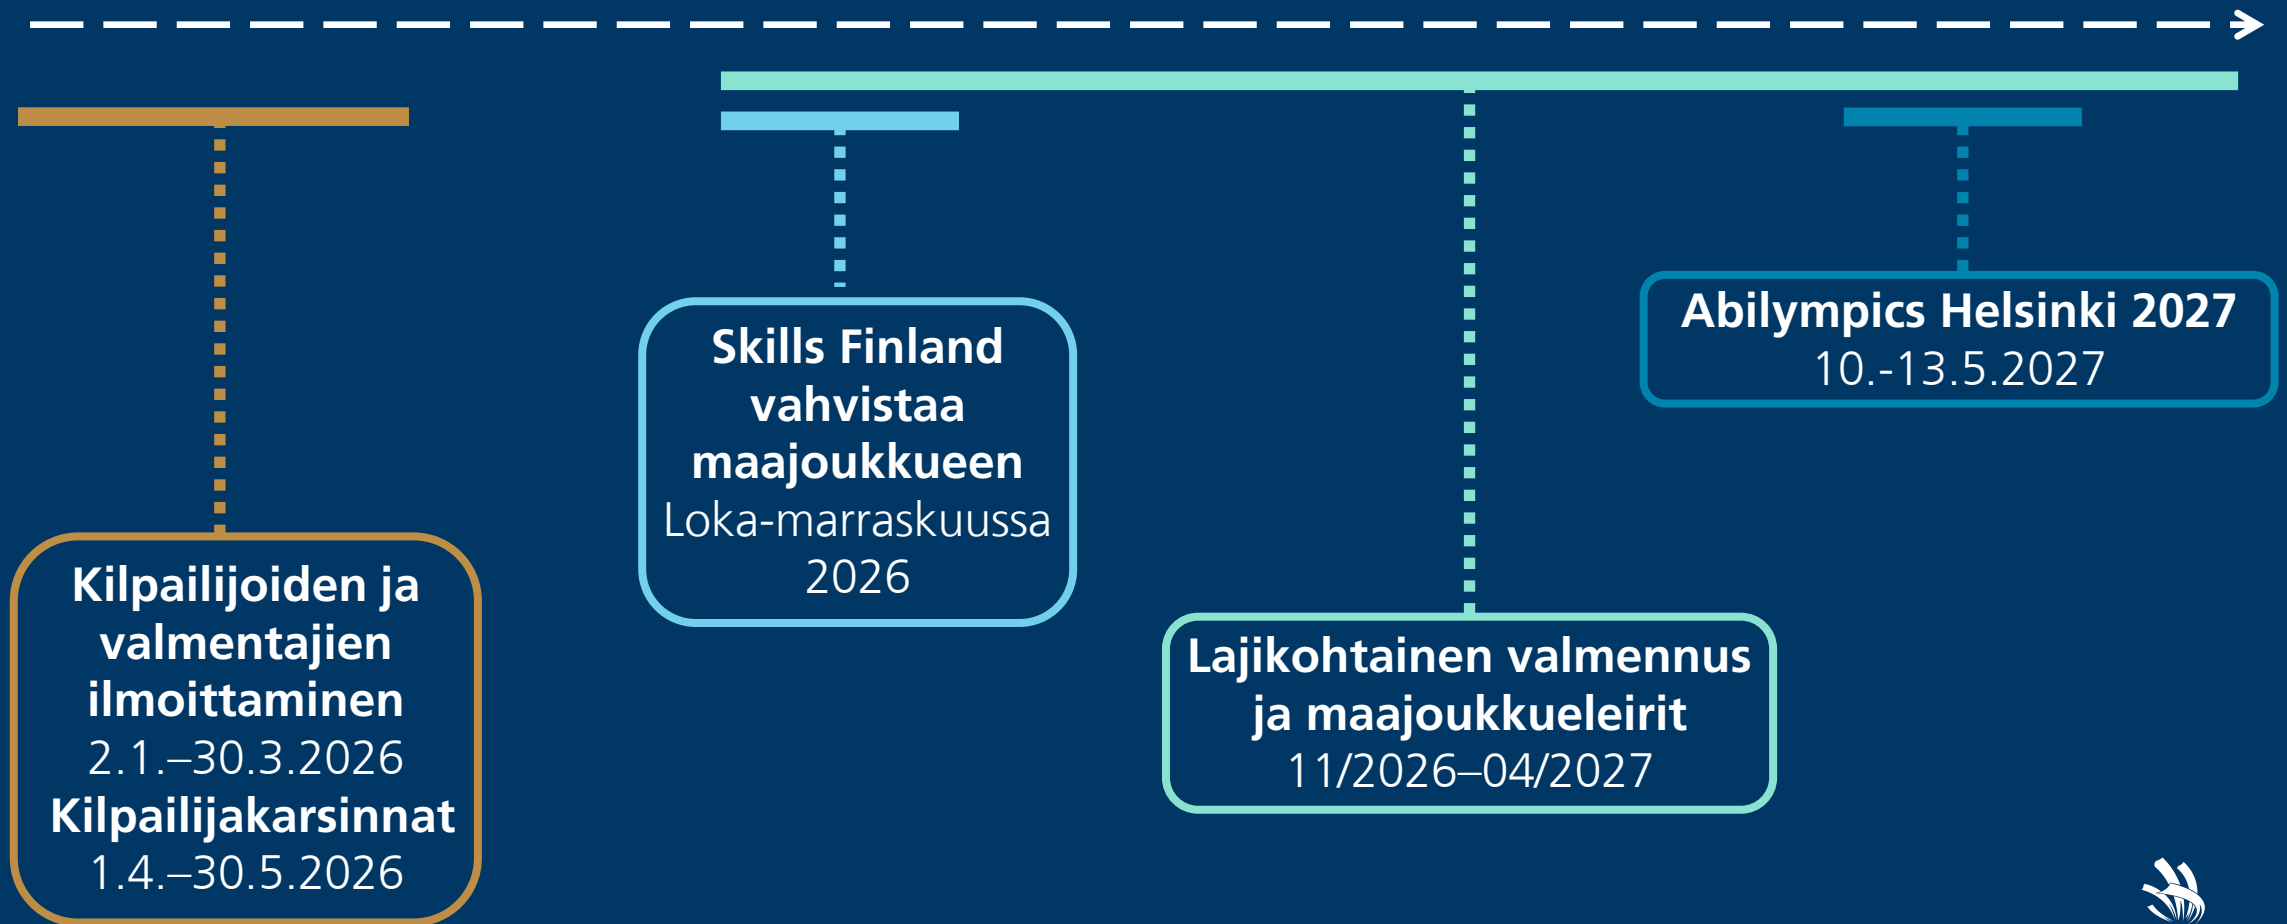 Kilpailijoiden ja
valmentajien
ilmoittaminen
2.1.–30.3.2026
Kilpailijakarsinnat
1.4.–30.5.2026
Skills Finland
vahvistaa
maajoukkueen
Loka-marraskuussa
2026
Lajikohtainen valmennus
ja maajoukkueleirit
11/2026–04/2027
Abilympics Helsinki 2027
10.-13.5.2027